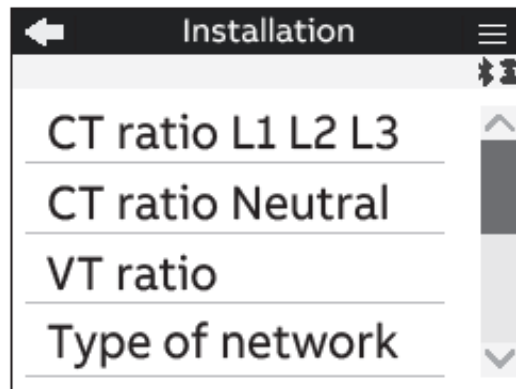 Installation
CT ratio L1 L2 L3
CT ratio Neutral
VT ratio
Type of network